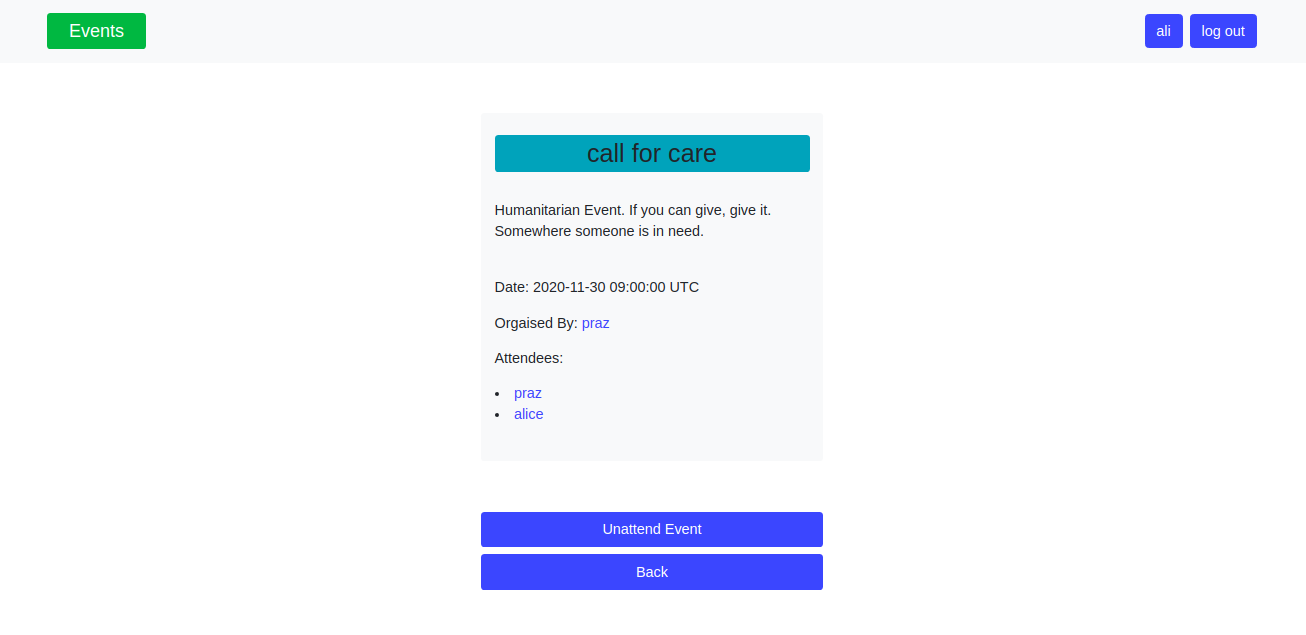 Events
ali
log out
call for care
Humanitarian Event. If you can give, give it.
Somewhere someone is in need.
Date: 2020-11-30 09:00:00 UTC
Orgaised By: praz
Attendees:
• praz
• alice
Unattend Event
Back